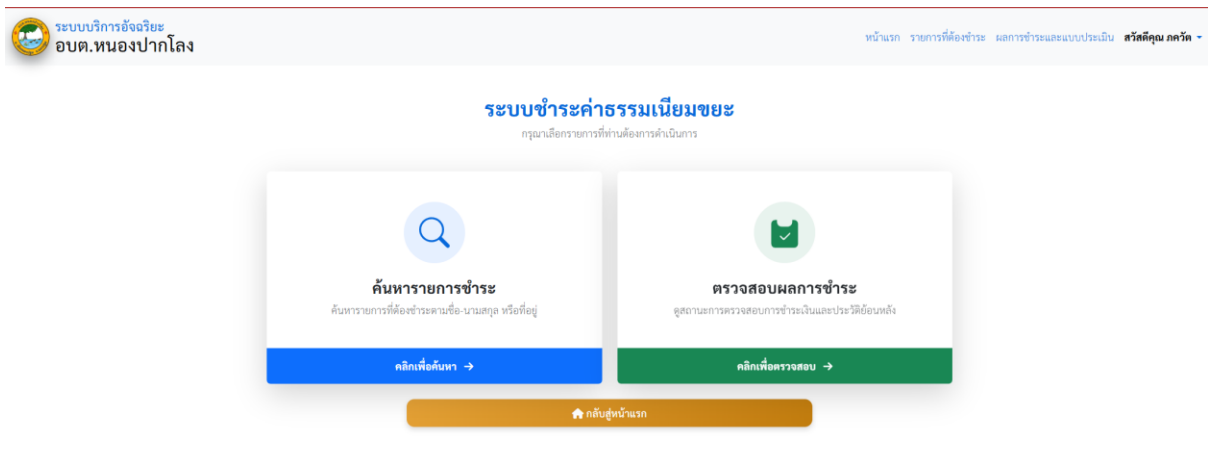 ระบบบริการอัจฉริยะ
อบต.หนองปากโลง
หน้าแรก รายการที่ต้องชำระ ผลการชำระและแบบประเมิน สวัสดีคุณ ภควัต
ระบบชำระค่าธรรมเนียมขยะ
กรุณาเลือกรายการที่ท่านต้องการดำเนินการ
ค้นหารายการชำระ
ค้นหารายการที่ต้องชำระตามชื่อ-นามสกุล หรือที่อยู่
คลิกเพื่อค้นหา →
ตรวจสอบผลการชำระ
ดูสถานะการตรวจสอบการชำระเงินและประวัติย้อนหลัง
คลิกเพื่อตรวจสอบ →
กลับสู่หน้าแรก